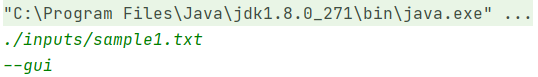 "C:\Program Files\Java\jdk1.8.0_271\bin\java.exe" ...
./inputs/sample1.txt
--gui